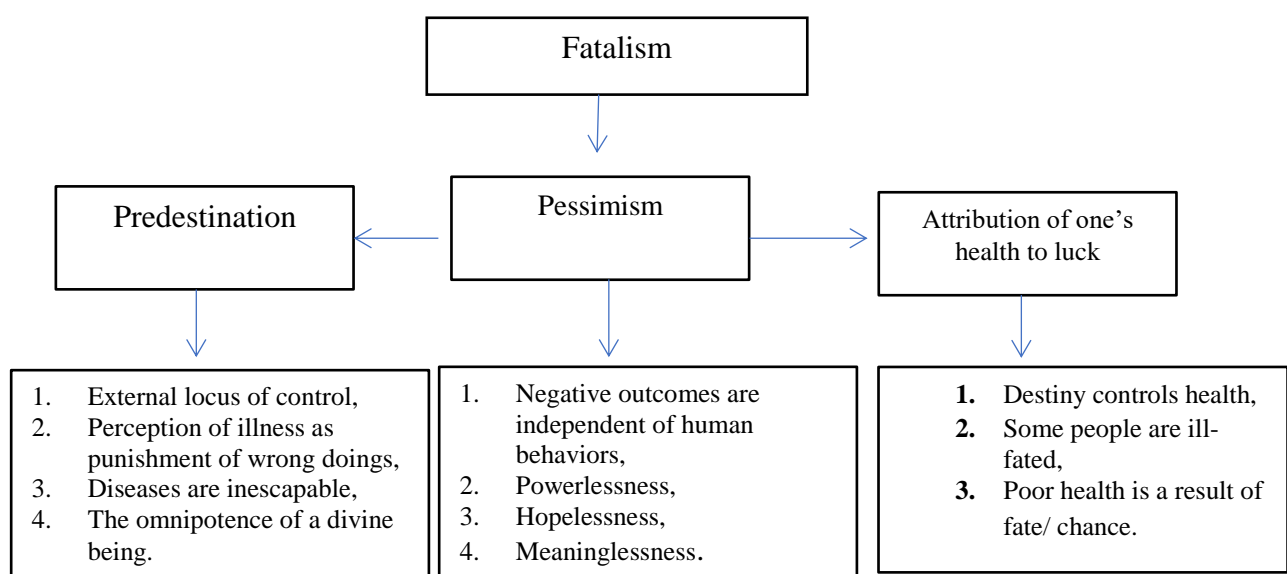 Fatalism
Predestination
Pessimism
Attribution of one’s
health to luck
1. External locus of control,
2. Perception of illness as
punishment of wrong doings,
3. Diseases are inescapable,
4. The omnipotence of a divine
being.
1. Negative outcomes are
independent of human
behaviors,
2. Powerlessness,
3. Hopelessness,
4. Meaninglessness.
1. Destiny controls health,
2. Some people are ill-
fated,
3. Poor health is a result of
fate/ chance.